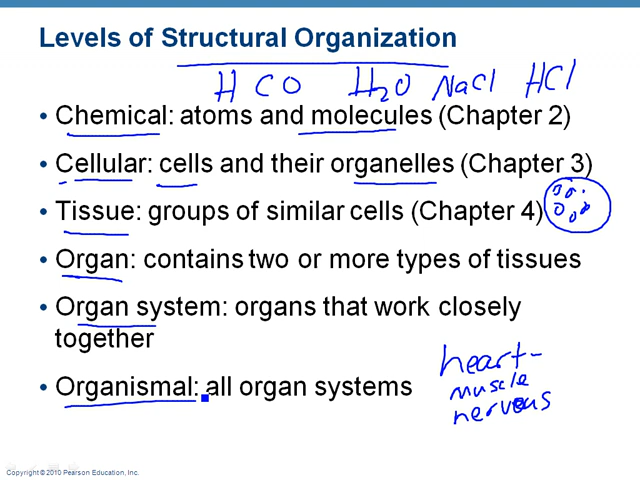 Levels of Structural Organization
H C O H₂O NaCl HCl
• Chemical: atoms and molecules (Chapter 2)
• Cellular: cells and their organelles (Chapter 3)
• Tissue: groups of similar cells (Chapter 4)
• Organ: contains two or more types of tissues
• Organ system: organs that work closely
together
• Organismal: all organ systems
heart-
muscle
nervous
Copyright © 2010 Pearson Education, Inc.